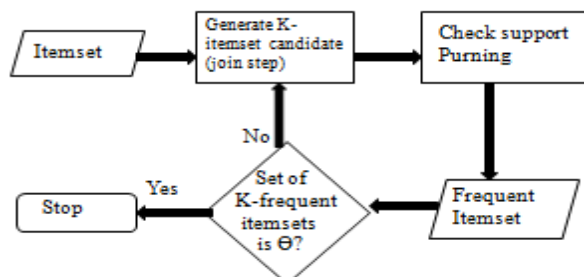 Itemset
Generate K-
itemset candidate
(join step)
Check support
Purning
No
Set of
K-frequent
itemsets
is Ө?
Yes
Stop
Frequent
Itemset